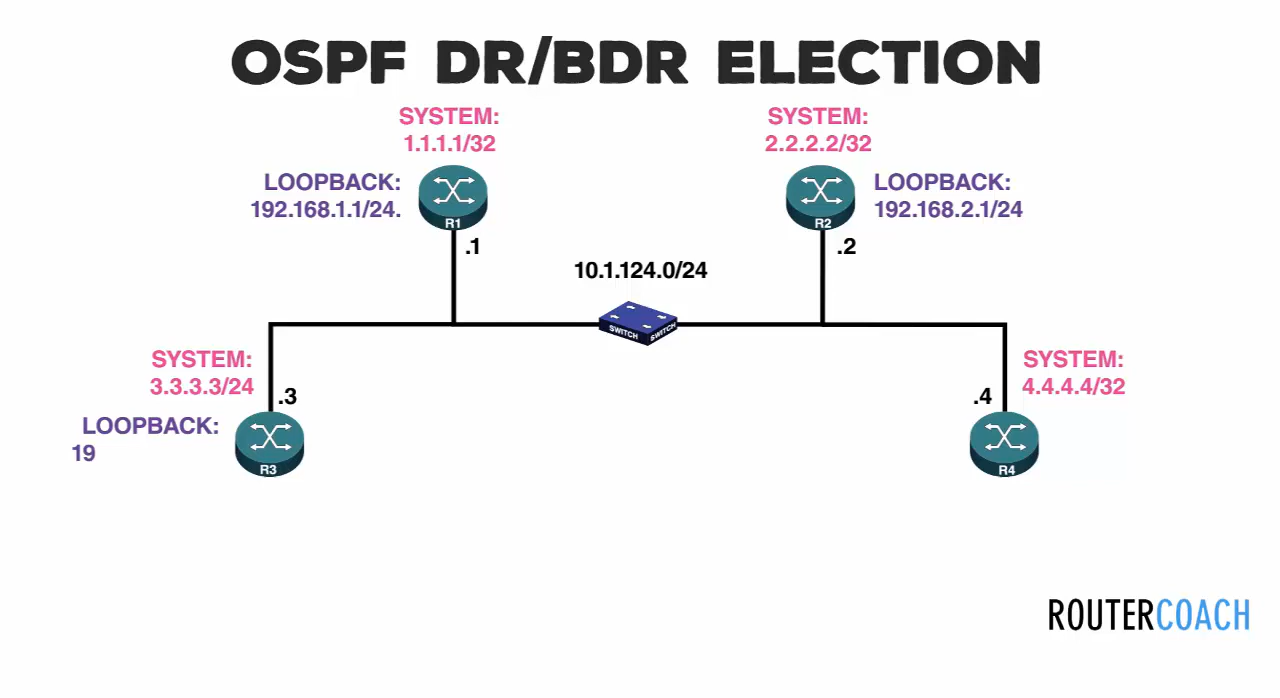 OSPF DR/BDR ELECTION
SYSTEM:
1.1.1.1/32
SYSTEM:
2.2.2.2/32
LOOPBACK:
192.168.1.1/24.
R1
R2
LOOPBACK:
192.168.2.1/24
.1
.2
10.1.124.0/24
SWITCH SWITCH
SYSTEM:
3.3.3.3/24
.3
LOOPBACK:
19
R3
SYSTEM:
4.4.4.4/32
.4
R4
ROUTERCOACH